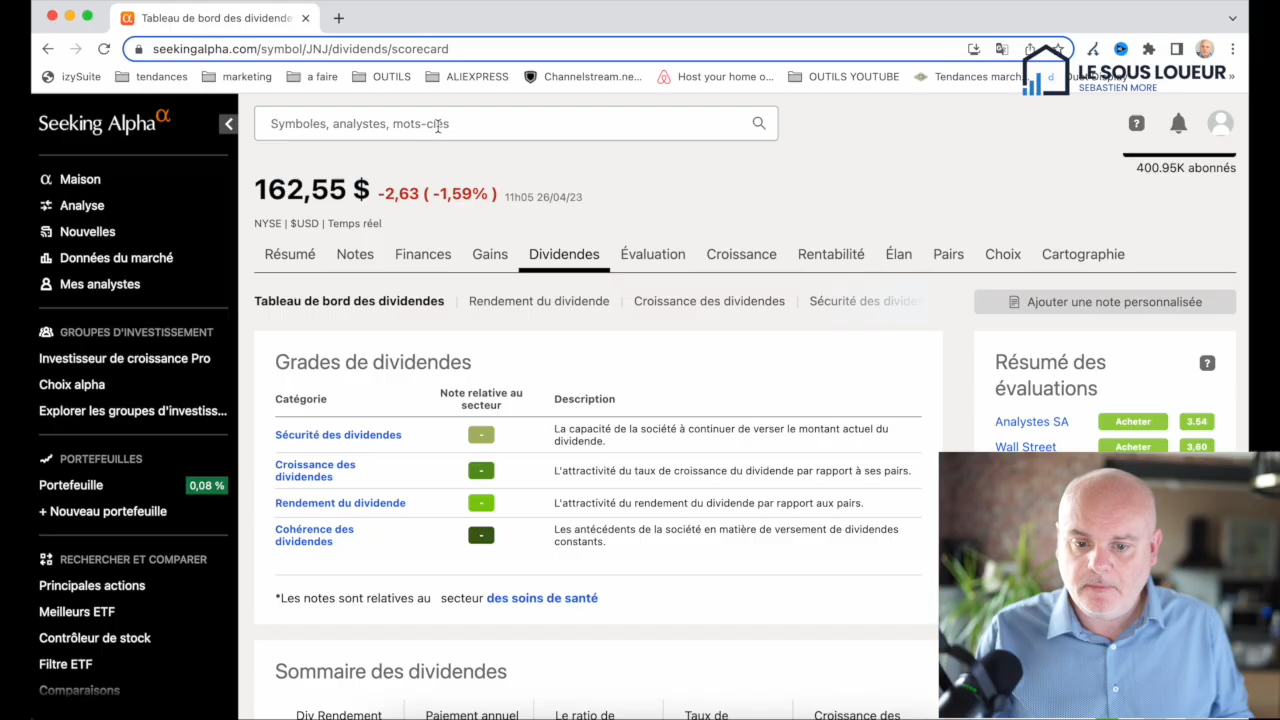 Tableau de bord des dividende
seekingalpha.com/symbol/JNJ/dividends/scorecard
izySuite
tendances
marketing
a faire
OUTILS
ALIEXPRESS
Channelstream.ne...
Host your home o...
OUTILS YOUTUBE
Tendances march
LE SOUS LOUEUR
SEBASTIEN MORE
Seeking Alpha α
Symboles, analystes, mots-clés
400.95K abonnés
162,55 $ -2,63 ( -1,59% ) 11h05 26/04/23
NYSE | $USD | Temps réel
Résumé Notes Finances Gains Dividendes Évaluation Croissance Rentabilité Élan Pairs Choix Cartographie
Tableau de bord des dividendes | Rendement du dividende | Croissance des dividendes | Sécurité des divide
Ajouter une note personnalisée
Maison
Analyse
Nouvelles
Données du marché
Mes analystes
GROUPES D'INVESTISSEMENT
Investisseur de croissance Pro
Choix alpha
Explorer les groupes d'investiss...
PORTEFEUILLES
Portefeuille 0,08 %
+ Nouveau portefeuille
RECHERCHER ET COMPARER
Principales actions
Meilleurs ETF
Contrôleur de stock
Filtre ETF
Comparaisons
Grades de dividendes
Catégorie
Note relative au
secteur
Description
Sécurité des dividendes
-
La capacité de la société à continuer de verser le montant actuel du
dividende.
Croissance des
dividendes
-
L'attractivité du taux de croissance du dividende par rapport à ses pairs.
Rendement du dividende
-
L'attractivité du rendement du dividende par rapport aux pairs.
Cohérence des
dividendes
-
Les antécédents de la société en matière de versement de dividendes
constants.
*Les notes sont relatives au secteur des soins de santé
Résumé des
évaluations
?
Analystes SA Acheter 3.54
Wall Street Acheter 3,60
Sommaire des dividendes
Div Rendement
Paiement annuel
Le ratio de
Taux de
Croissance des